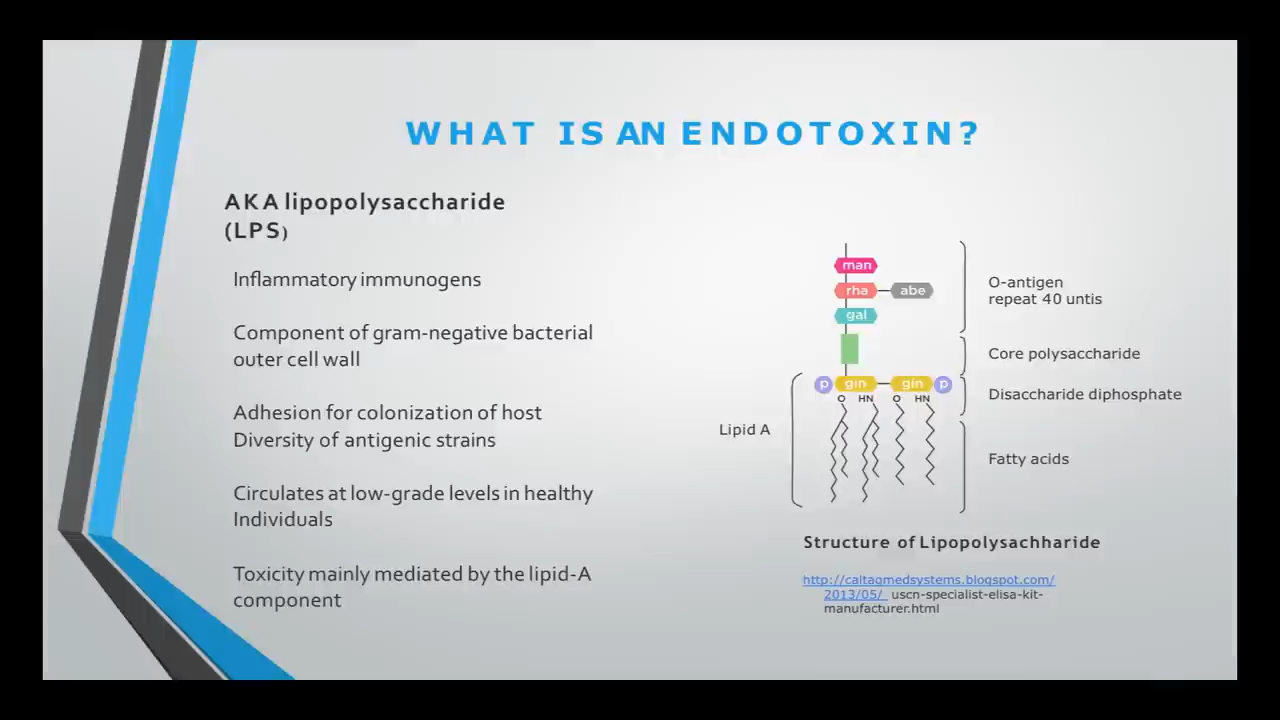 WHAT IS AN ENDOTOXIN?
AKA lipopolysaccharide
(LPS)
Inflammatory immunogens
Component of gram-negative bacterial
outer cell wall
Adhesion for colonization of host
Diversity of antigenic strains
Circulates at low-grade levels in healthy
Individuals
Toxicity mainly mediated by the lipid-A
component
man
rha abe
gal
p gin gin p
O HN O HN
Lipid A
O-antigen
repeat 40 untis
Core polysaccharide
Disaccharide diphosphate
Fatty acids
Structure of Lipopolysachharide
http://caltagmedsystems.blogspot.com/
2013/05/_ uscn-specialist-elisa-kit-
manufacturer.html